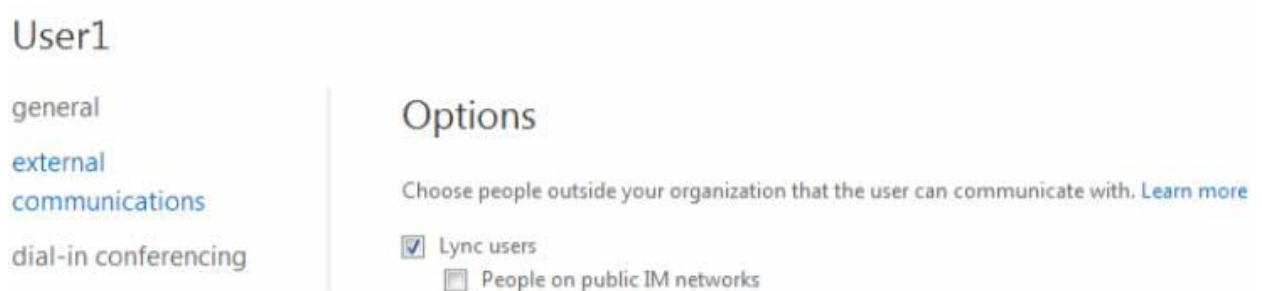 User1
general
external
communications
dial-in conferencing
Options
Choose people outside your organization that the user can communicate with. Learn more
Lync users
People on public IM networks